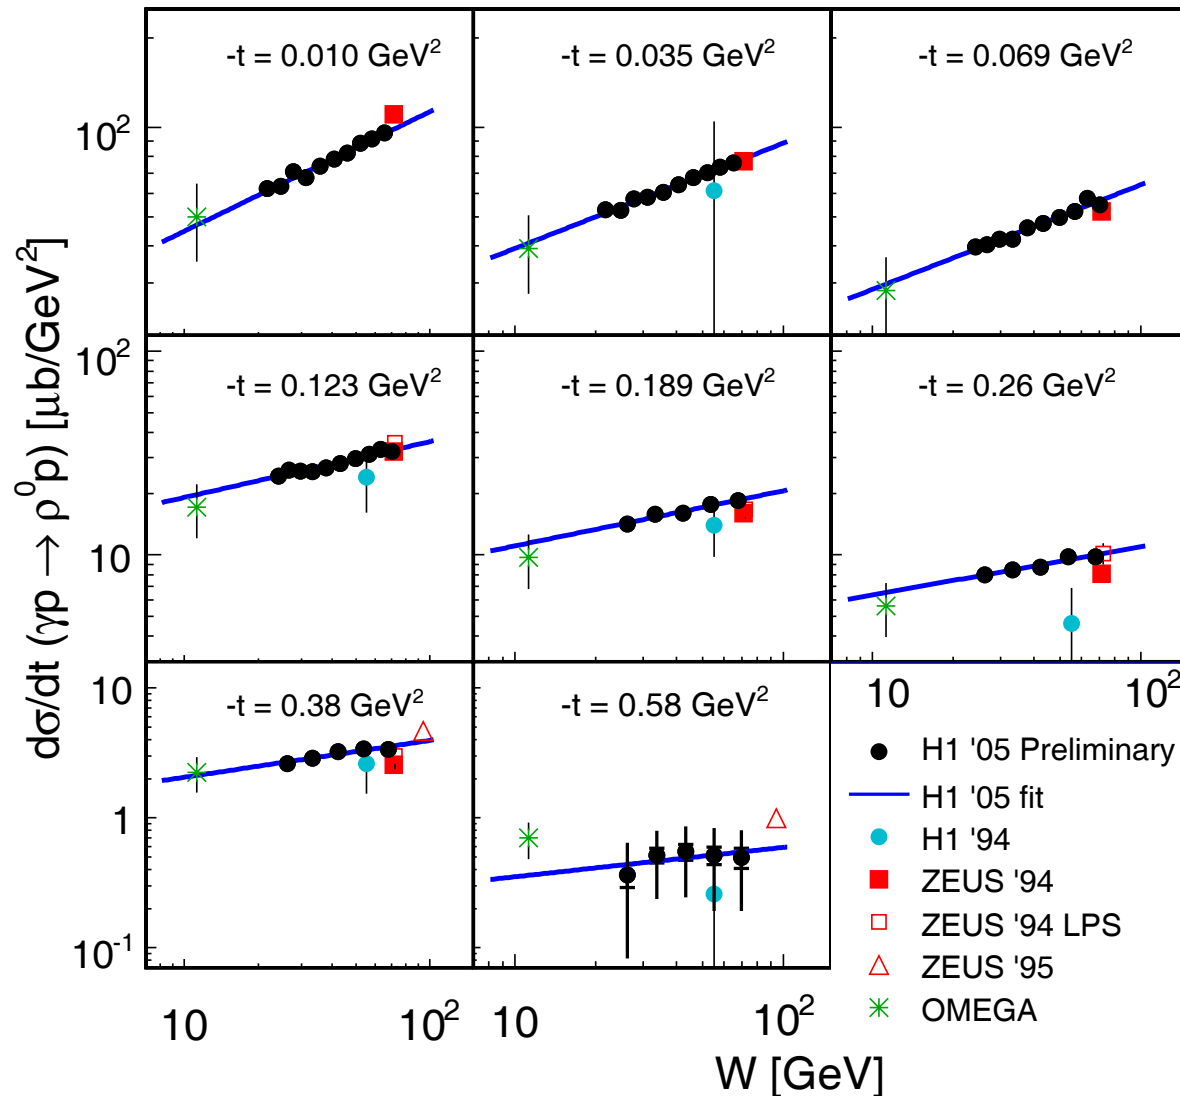 -t = 0.010 GeV²
-t = 0.035 GeV²
-t = 0.069 GeV²
10²
-t = 0.123 GeV²
-t = 0.189 GeV²
-t = 0.26 GeV²
10²
10
-t = 0.38 GeV²
-t = 0.58 GeV²
10
1
10⁻¹
10 10²
10 10²
10 10²
dσ/dt (γp → ρ⁰p) [μb/GeV²]
W [GeV]
H1 '05 Preliminary
H1 '05 fit
H1 '94
ZEUS '94
ZEUS '94 LPS
ZEUS '95
OMEGA